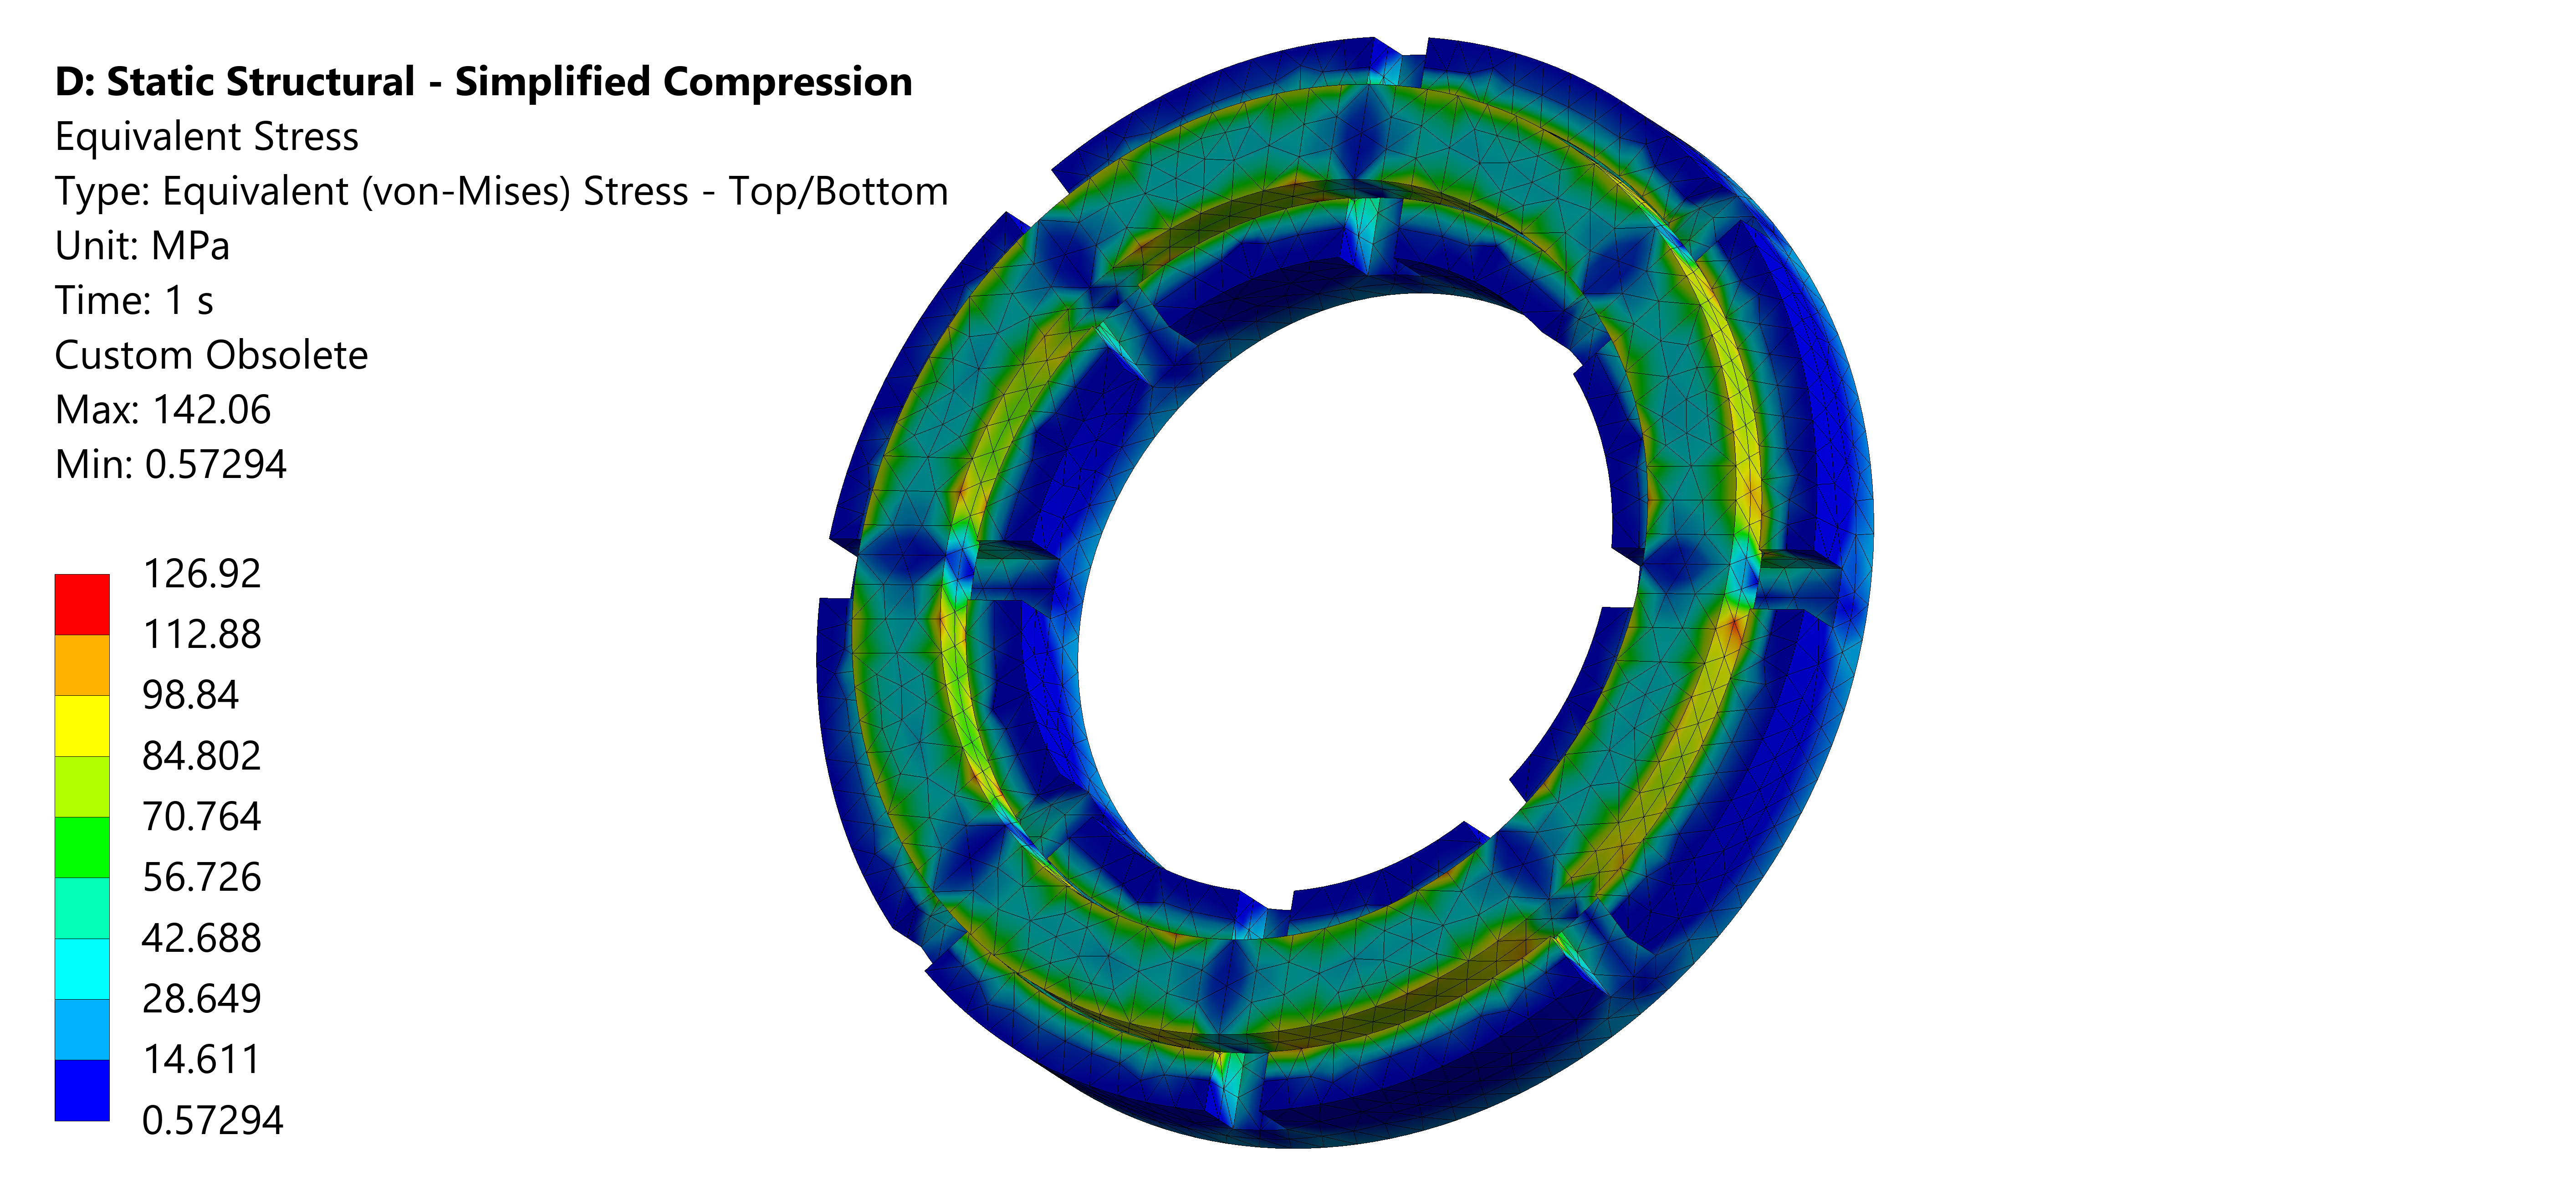 D: Static Structural - Simplified Compression
Equivalent Stress
Type: Equivalent (von-Mises) Stress - Top/Bottom
Unit: MPa
Time: 1 s
Custom Obsolete
Max: 142.06
Min: 0.57294
126.92
112.88
98.84
84.802
70.764
56.726
42.688
28.649
14.611
0.57294